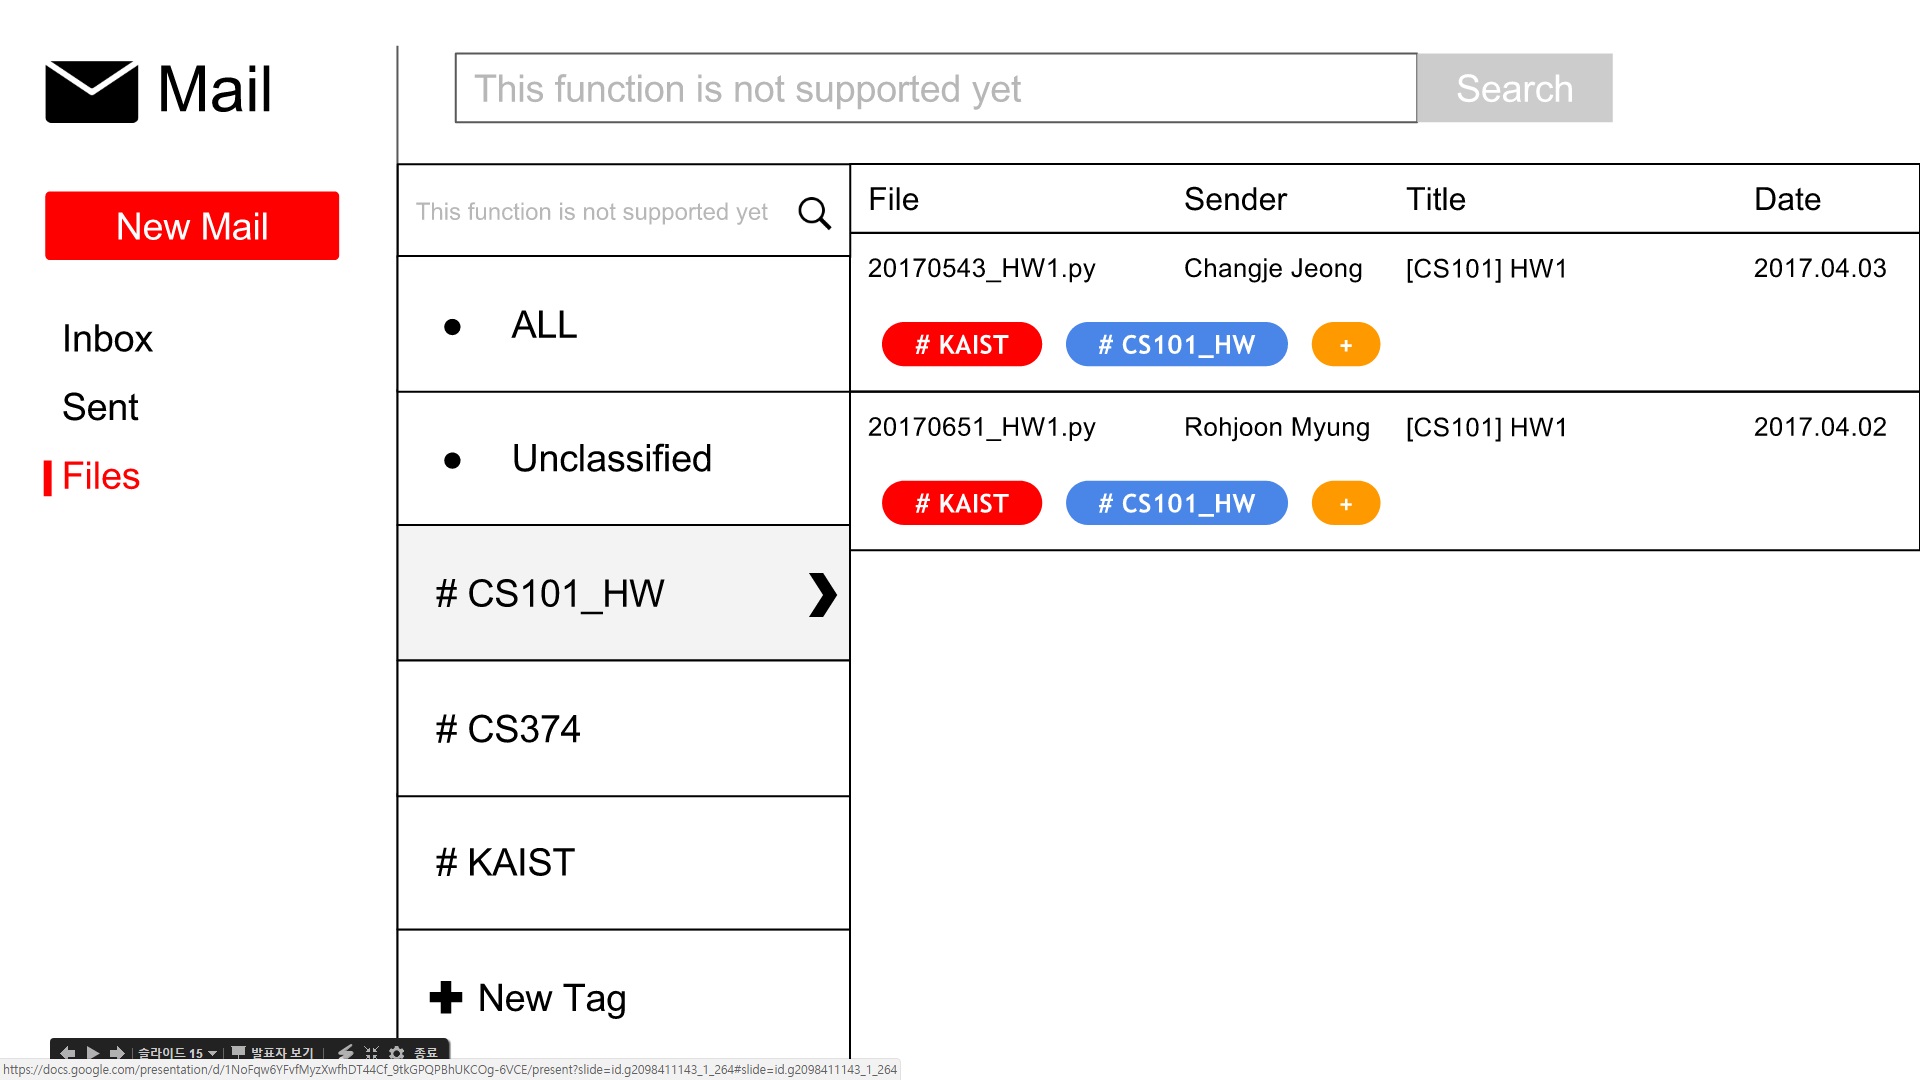 Mail
This function is not supported yet
Search
New Mail
Inbox
Sent
Files
This function is not supported yet
● ALL
● Unclassified
# CS101_HW
# CS374
# KAIST
New Tag
File Sender Title Date
20170543_HW1.py Changje Jeong [CS101] HW1 2017.04.03
# KAIST # CS101_HW +
20170651_HW1.py Rohjoon Myung [CS101] HW1 2017.04.02
# KAIST # CS101_HW +
슬라이드 15 발표자 보기 종료
https://docs.google.com/presentation/d/1NoFqw6YFvfMyzXwfhDT44Cf_9tkGPQPBhUKCOg-6VCE/present?slide=id.g2098411143_1_264#slide=id.g2098411143_1_264